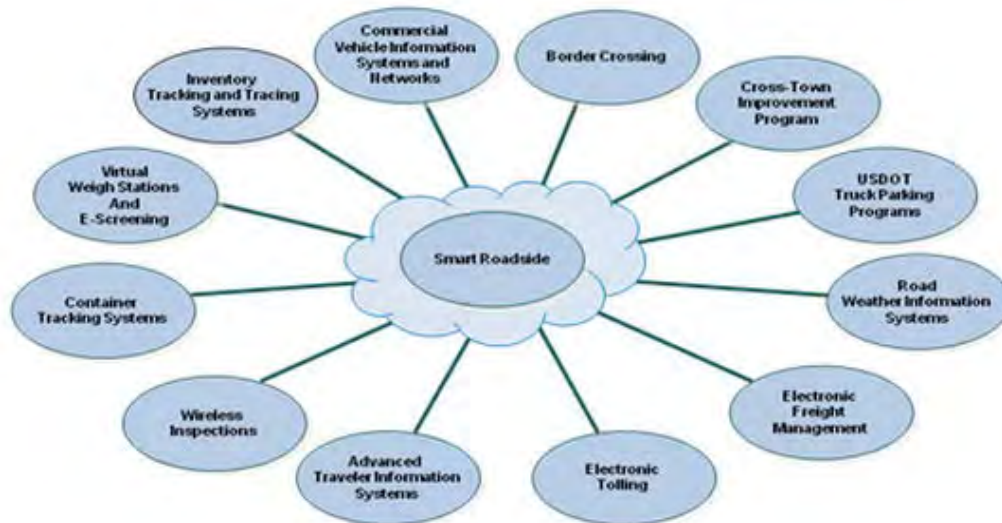 Commercial
Vehicle Information
Systems and
Networks
Border Crossing
Inventory
Tracking and Tracing
Systems
Cross-Town
Improvement
Program
Virtual
Weigh Stations
And
E-Screening
USDOT
Truck Parking
Programs
Smart Roadside
Container
Tracking Systems
Road
Weather Information
Systems
Wireless
Inspections
Electronic
Freight
Management
Advanced
Traveler Information
Systems
Electronic
Tolling